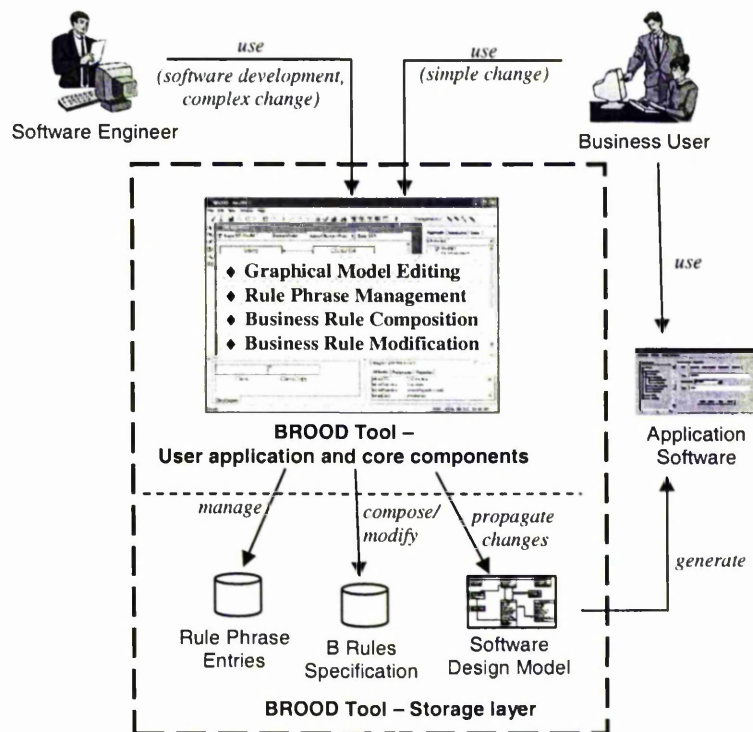 use
(software development,
complex change)
use
(simple change)
Software Engineer
Business User
♦ Graphical Model Editing
♦ Rule Phrase Management
♦ Business Rule Composition
♦ Business Rule Modification
use
BROOD Tool –
User application and core components
Application
Software
manage
compose/
modify
propagate
changes
generate
Rule Phrase
Entries
B Rules
Specification
Software
Design Model
BROOD Tool – Storage layer